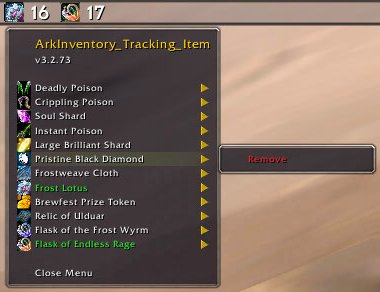 16 17
ArkInventory_Tracking_Item
v3.2.73
Deadly Poison
Crippling Poison
Soul Shard
Instant Poison
Large Brilliant Shard
Pristine Black Diamond
Remove
Frostweave Cloth
Frost Lotus
Brewfest Prize Token
Relic of Ulduar
Flask of the Frost Wyrm
Flask of Endless Rage
Close Menu